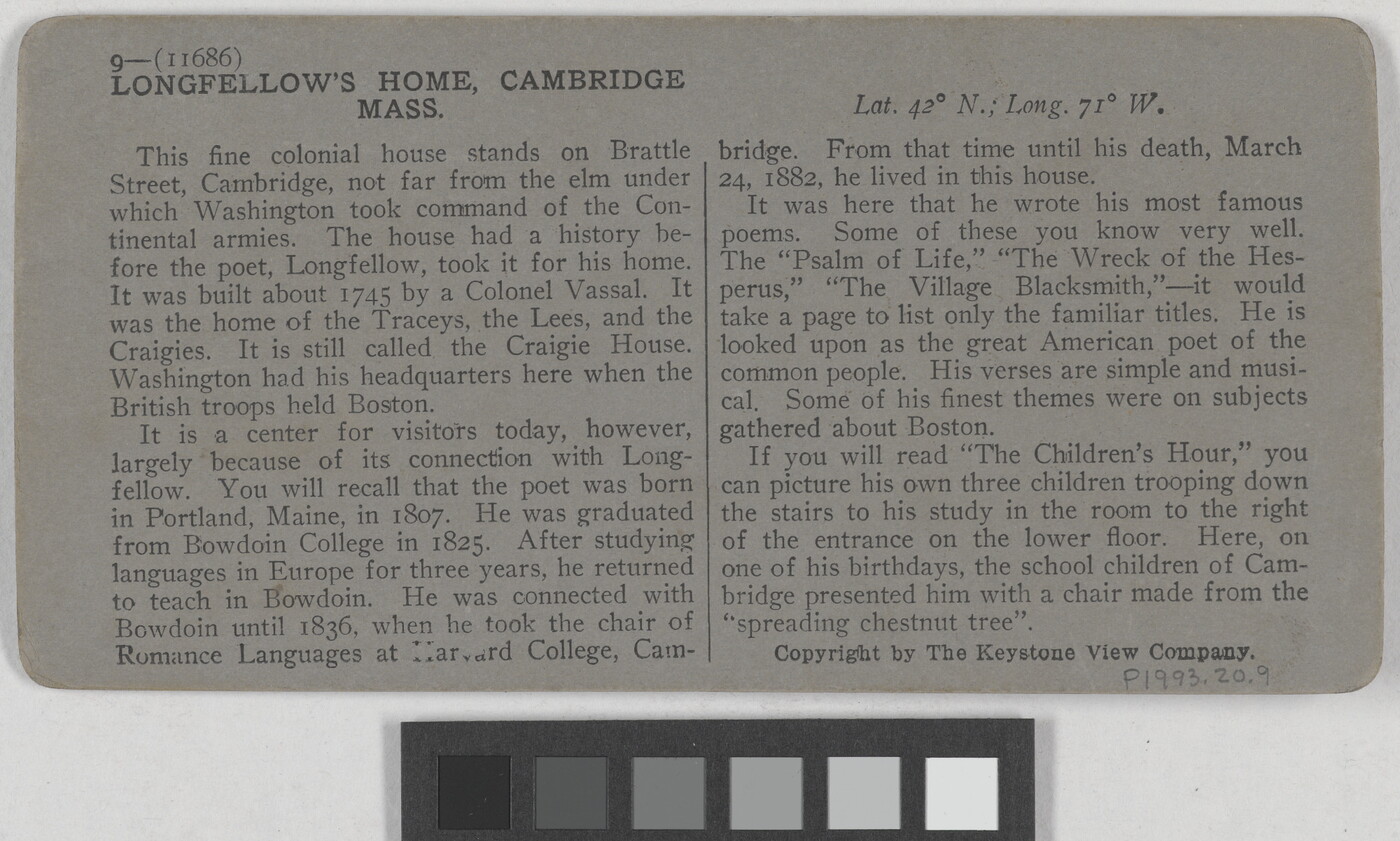 9—(11686)
LONGFELLOW'S HOME, CAMBRIDGE
MASS.
Lat. 42° N.; Long. 71° W.
This fine colonial house stands on Brattle
Street, Cambridge, not far from the elm under
which Washington took command of the Con-
tinental armies. The house had a history be-
fore the poet, Longfellow, took it for his home.
It was built about 1745 by a Colonel Vassal. It
was the home of the Traceys, the Lees, and the
Craigies. It is still called the Craigie House.
Washington had his headquarters here when the
British troops held Boston.
It is a center for visitors today, however,
largely because of its connection with Long-
fellow. You will recall that the poet was born
in Portland, Maine, in 1807. He was graduated
from Bowdoin College in 1825. After studying
languages in Europe for three years, he returned
to teach in Bowdoin. He was connected with
Bowdoin until 1836, when he took the chair of
Romance Languages at Harvard College, Cam-
bridge. From that time until his death, March
24, 1882, he lived in this house.
It was here that he wrote his most famous
poems. Some of these you know very well.
The “Psalm of Life,” “The Wreck of the Hes-
perus,” “The Village Blacksmith,”—it would
take a page to list only the familiar titles. He is
looked upon as the great American poet of the
common people. His verses are simple and musi-
cal. Some of his finest themes were on subjects
gathered about Boston.
If you will read “The Children's Hour,” you
can picture his own three children trooping down
the stairs to his study in the room to the right
of the entrance on the lower floor. Here, on
one of his birthdays, the school children of Cam-
bridge presented him with a chair made from the
“spreading chestnut tree”.
Copyright by The Keystone View Company.
P1993.20.9